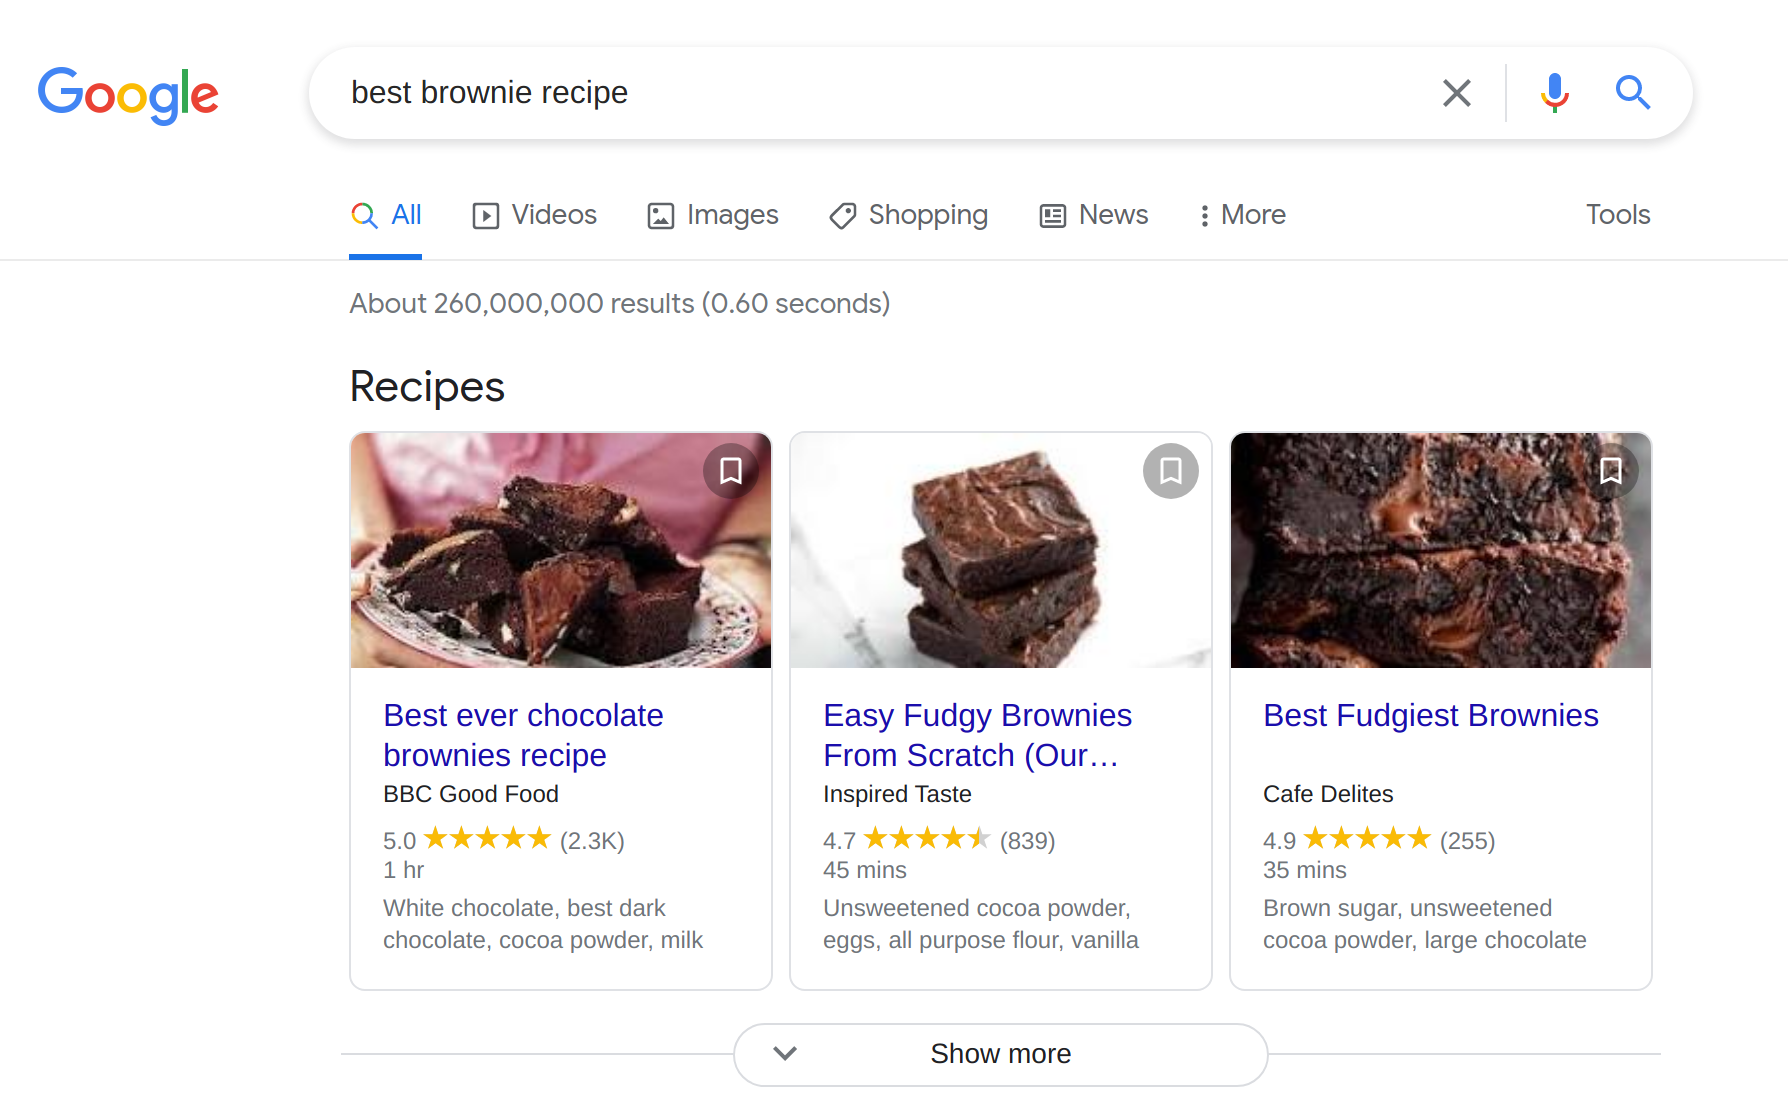 Google
best brownie recipe
All Videos Images Shopping News More Tools
About 260,000,000 results (0.60 seconds)
Recipes
Best ever chocolate
brownies recipe
BBC Good Food
5.0 ★★★★★ (2.3K)
1 hr
White chocolate, best dark
chocolate, cocoa powder, milk
Easy Fudgy Brownies
From Scratch (Our…
Inspired Taste
4.7 ★★★★★ (839)
45 mins
Unsweetened cocoa powder,
eggs, all purpose flour, vanilla
Best Fudgiest Brownies
Cafe Delites
4.9 ★★★★★ (255)
35 mins
Brown sugar, unsweetened
cocoa powder, large chocolate
Show more